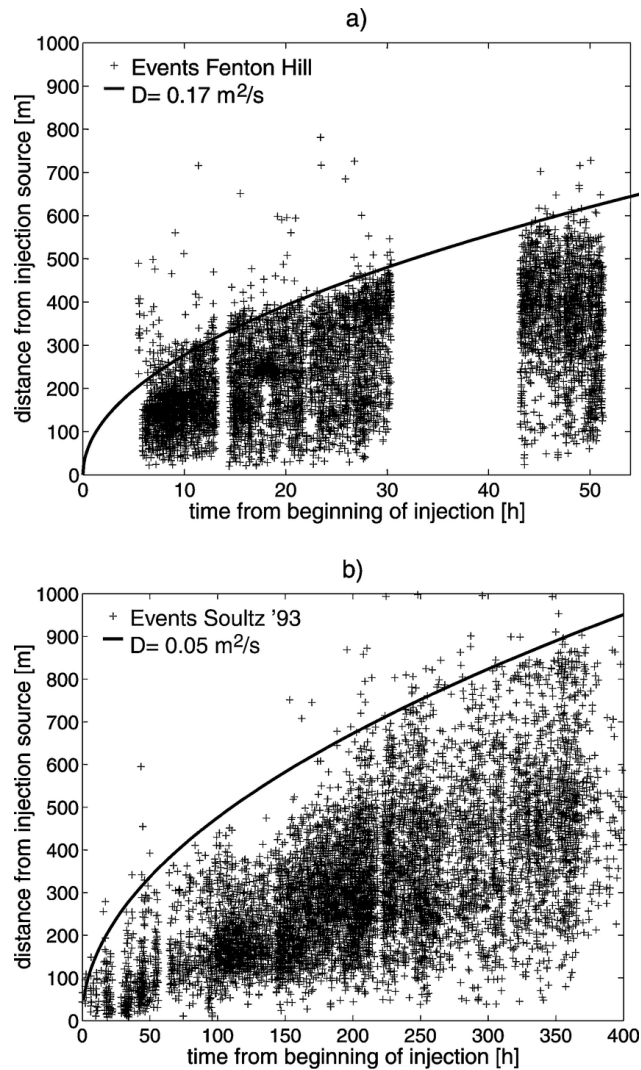 a)
1000
900
800
700
600
500
400
300
200
100
0
distance from injection source [m]
+ Events Fenton Hill
D= 0.17 m²/s
0 10 20 30 40 50
time from beginning of injection [h]
b)
1000
900
800
700
600
500
400
300
200
100
0
distance from injection source [m]
+ Events Soultz '93
D= 0.05 m²/s
0 50 100 150 200 250 300 350 400
time from beginning of injection [h]